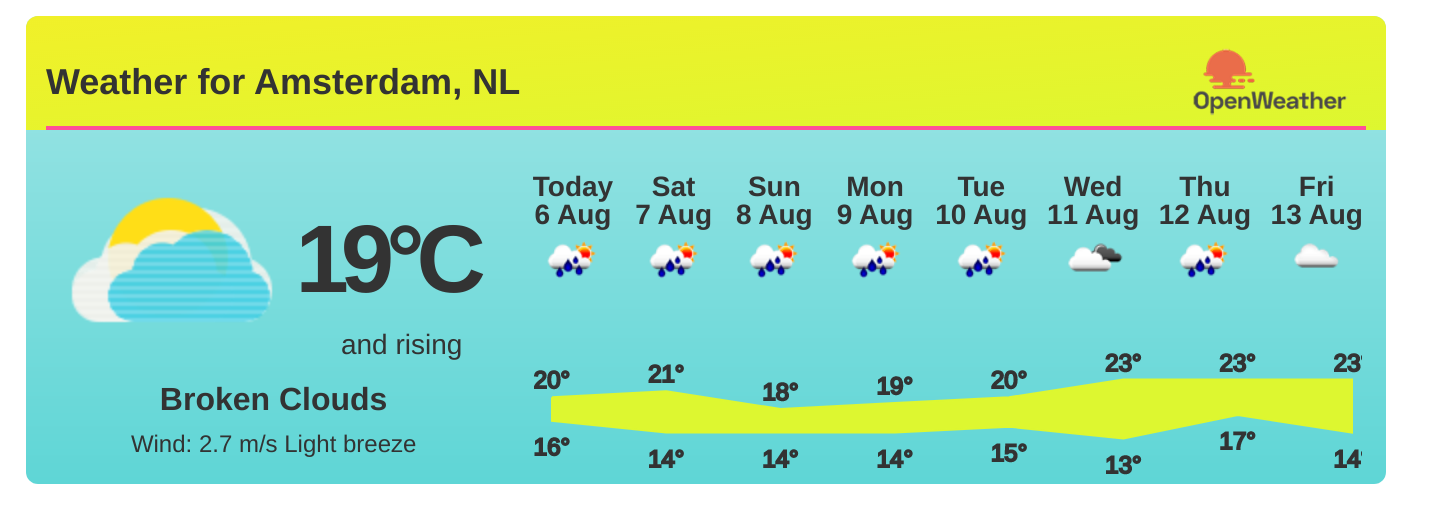 Weather for Amsterdam, NL
OpenWeather
Today Sat Sun Mon Tue Wed Thu Fri
6 Aug 7 Aug 8 Aug 9 Aug 10 Aug 11 Aug 12 Aug 13 Aug
19°C
and rising
Broken Clouds
Wind: 2.7 m/s Light breeze
20° 21° 18° 19° 20° 23° 23° 23°
16° 14° 14° 14° 15° 13° 17° 14°